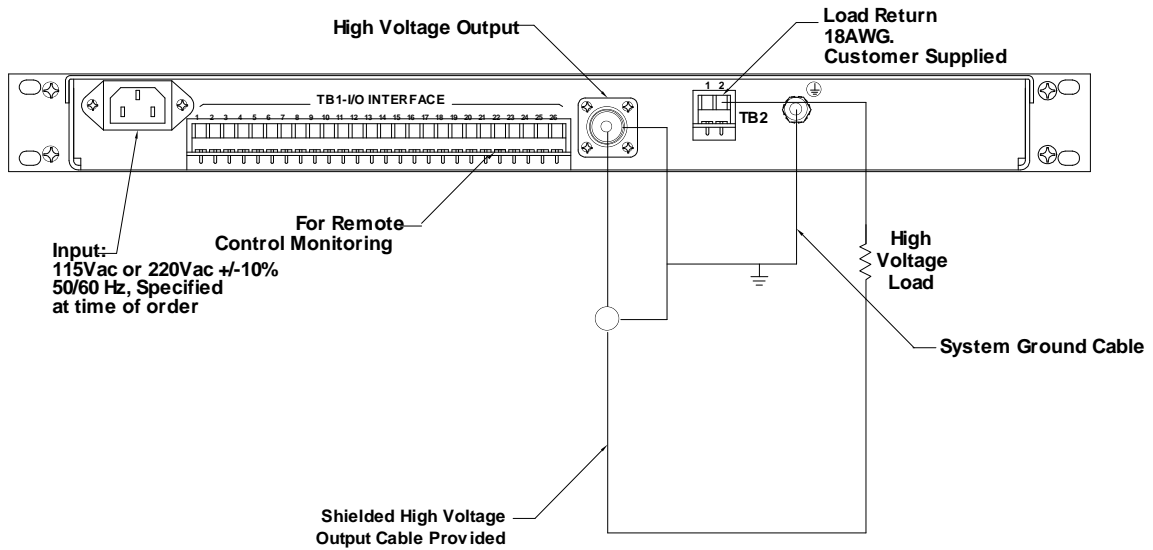 High Voltage Output
Load Return
18AWG.
Customer Supplied
TB1-I/O INTERFACE
1 2 3 4 5 6 7 8 9 10 11 12 13 14 15 16 17 18 19 20 21 22 23 24 25 26
1 2
TB2
For Remote
Control Monitoring
Input:
115Vac or 220Vac +/-10%
50/60 Hz, Specified
at time of order
High
Voltage
Load
System Ground Cable
Shielded High Voltage
Output Cable Provided